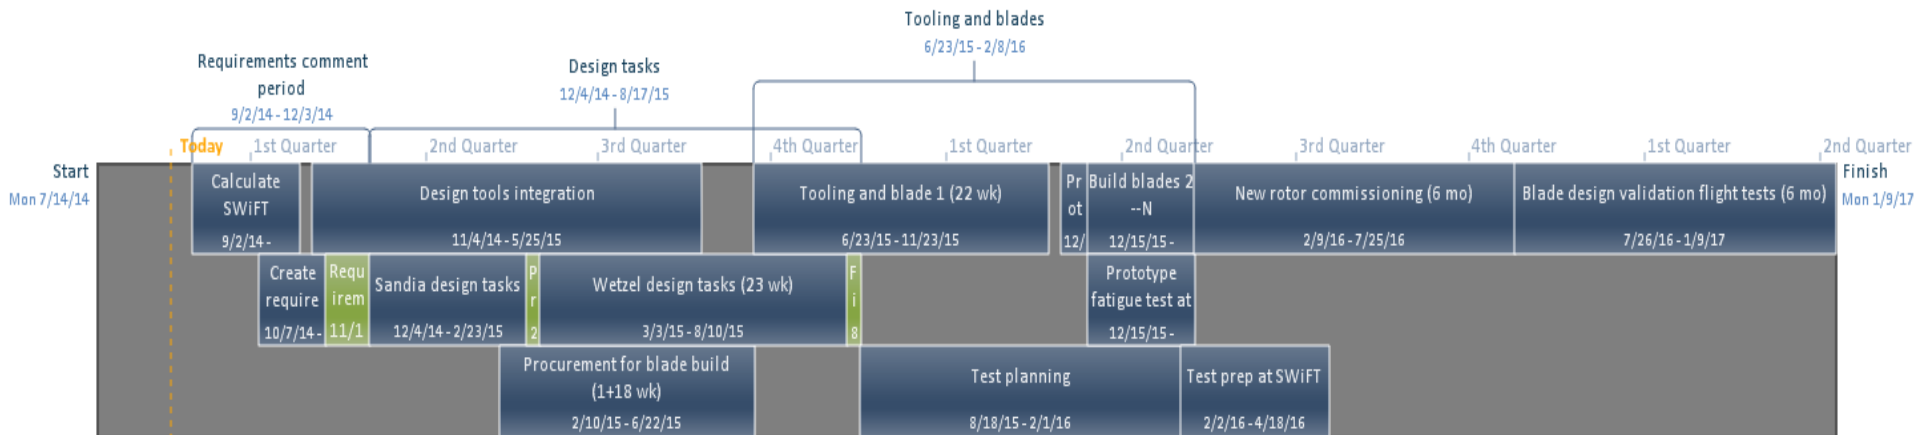 Tooling and blades
6/23/15 - 2/8/16
Requirements comment
period
9/2/14 - 12/3/14
Design tasks
12/4/14 - 8/17/15
Today
1st Quarter
2nd Quarter
3rd Quarter
4th Quarter
1st Quarter
2nd Quarter
3rd Quarter
4th Quarter
1st Quarter
2nd Quarter
Start
Mon 7/14/14
Finish
Mon 1/9/17
Calculate
SWiFT
9/2/14 -
Design tools integration
11/4/14 - 5/25/15
Tooling and blade 1 (22 wk)
6/23/15 - 11/23/15
Pr
ot
12/
Build blades 2
--N
12/15/15 -
New rotor commissioning (6 mo)
2/9/16 - 7/25/16
Blade design validation flight tests (6 mo)
7/26/16 - 1/9/17
Create
require
10/7/14 -
Requ
irem
11/1
Sandia design tasks
12/4/14 - 2/23/15
P
r
2
Wetzel design tasks (23 wk)
3/3/15 - 8/10/15
F
i
8
Prototype
fatigue test at
12/15/15 -
Procurement for blade build
(1+18 wk)
2/10/15 - 6/22/15
Test planning
8/18/15 - 2/1/16
Test prep at SWiFT
2/2/16 - 4/18/16